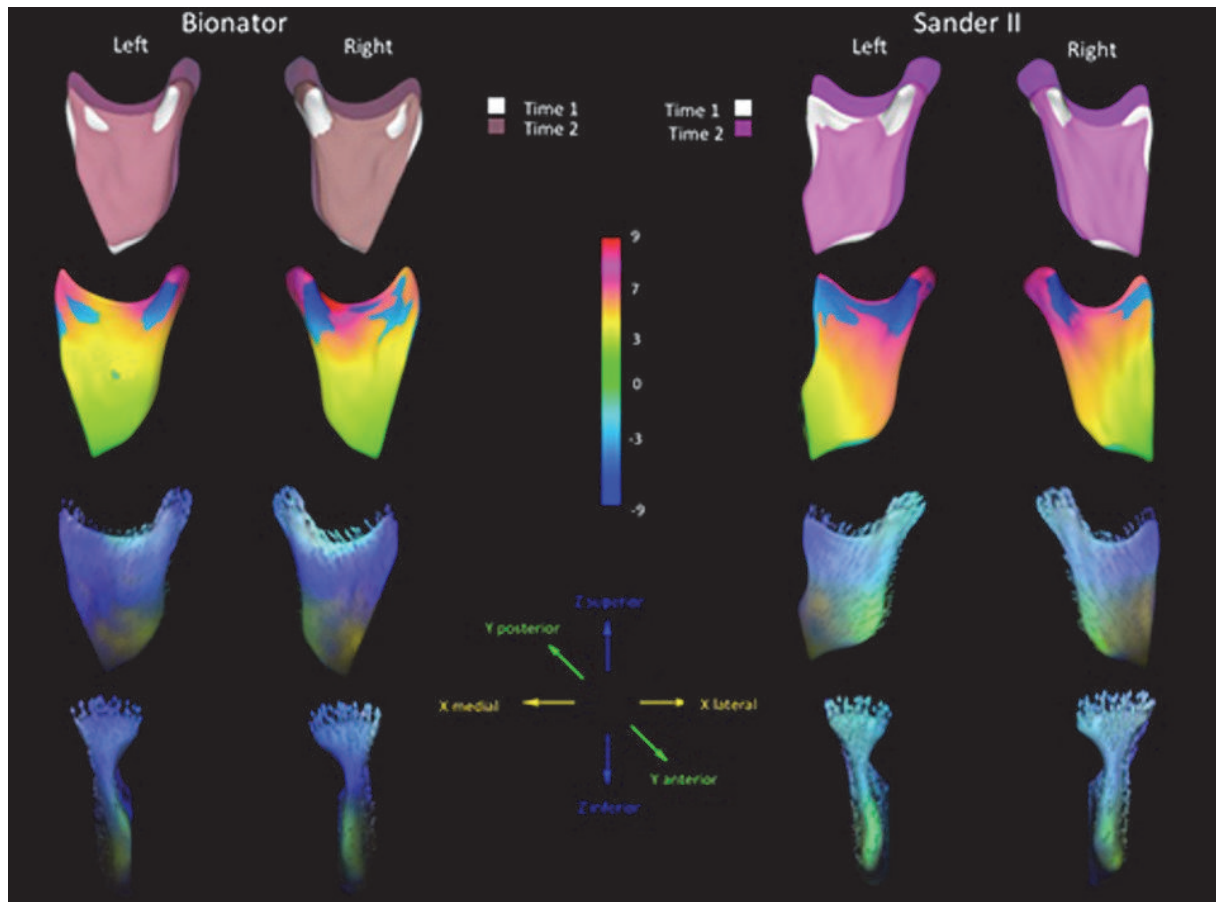 Bionator
Left
Right
Time 1
Time 2
Sander II
Left
Right
Time 1
Time 2
9
7
3
0
-3
-9
Z superior
Y posterior
X medial
X lateral
Y anterior
Z inferior